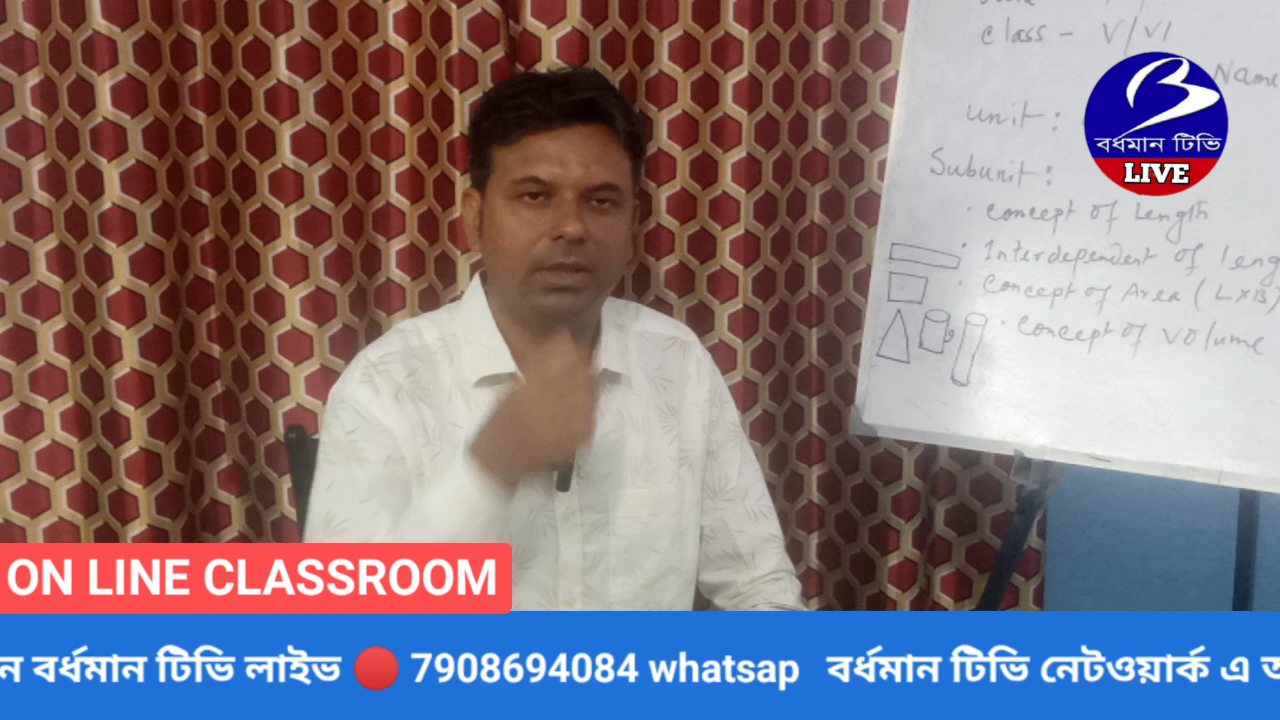 class - V/VI
Name
unit :
Subunit :
· concept of Length
· Interdependent of leng
· concept of Area ( L×B)
· concept of volume
B
বর্ধমান টিভি
LIVE
ON LINE CLASSROOM
ন বর্ধমান টিভি লাইভ 🔴 7908694084 whatsap বর্ধমান টিভি নেটওয়ার্ক এ